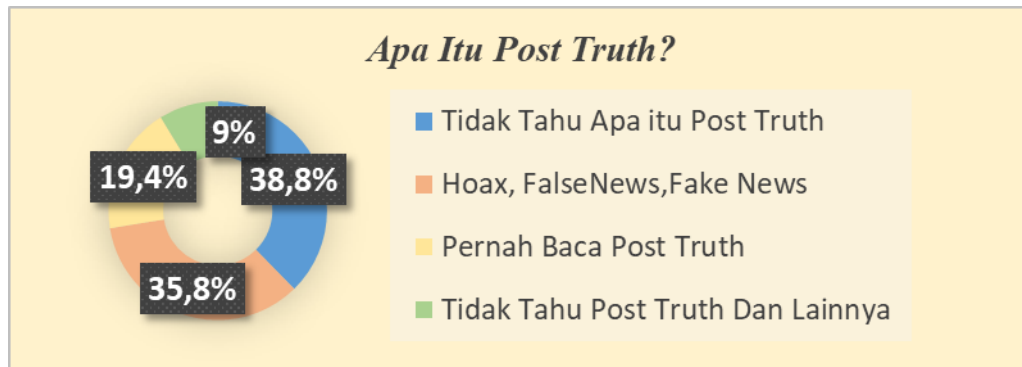 Apa Itu Post Truth?
9%
19,4%
38,8%
35,8%
Tidak Tahu Apa itu Post Truth
Hoax, FalseNews,Fake News
Pernah Baca Post Truth
Tidak Tahu Post Truth Dan Lainnya